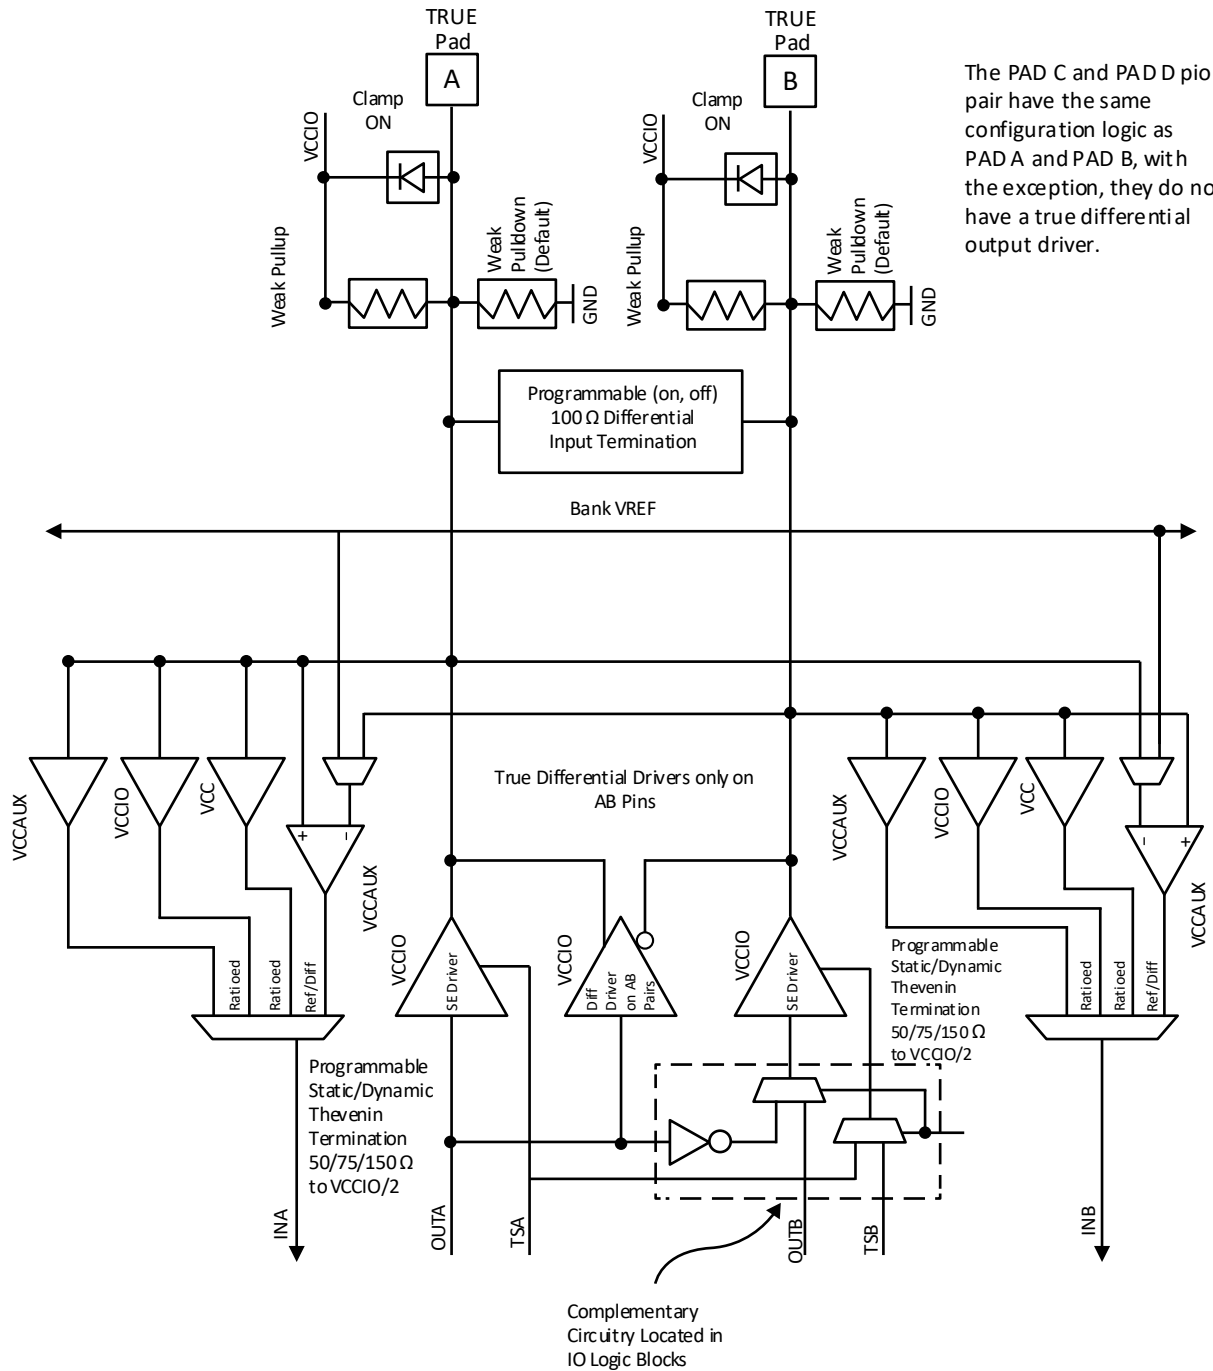 TRUE
Pad
A
TRUE
Pad
B
The PAD C and PAD D pio
pair have the same
configuration logic as
PAD A and PAD B, with
the exception, they do no
have a true differential
output driver.
Clamp
ON
VCCIO
Clamp
ON
VCCIO
Weak Pullup
Weak
Pulldown
(Default)
GND
Weak Pullup
Weak
Pulldown
(Default)
GND
Programmable (on, off)
100 Ω Differential
Input Termination
Bank VREF
True Differential Drivers only on
AB Pins
VCCAUX
VCCIO
VCC
+
−
VCCAUX
VCCAUX
VCCIO
VCC
−
+
VCCAUX
VCCIO
SE Driver
VCCIO
Diff
Driver
on AB
Pairs
VCCIO
SE Driver
Ratioed
Ratioed
Ref/Diff
Programmable
Static/Dynamic
Thevenin
Termination
50/75/150 Ω
to VCCIO/2
Ratioed
Ratioed
Ref/Diff
Programmable
Static/Dynamic
Thevenin
Termination
50/75/150 Ω
to VCCIO/2
INA
OUTA
TSA
OUTB
TSB
INB
Complementary
Circuitry Located in
IO Logic Blocks